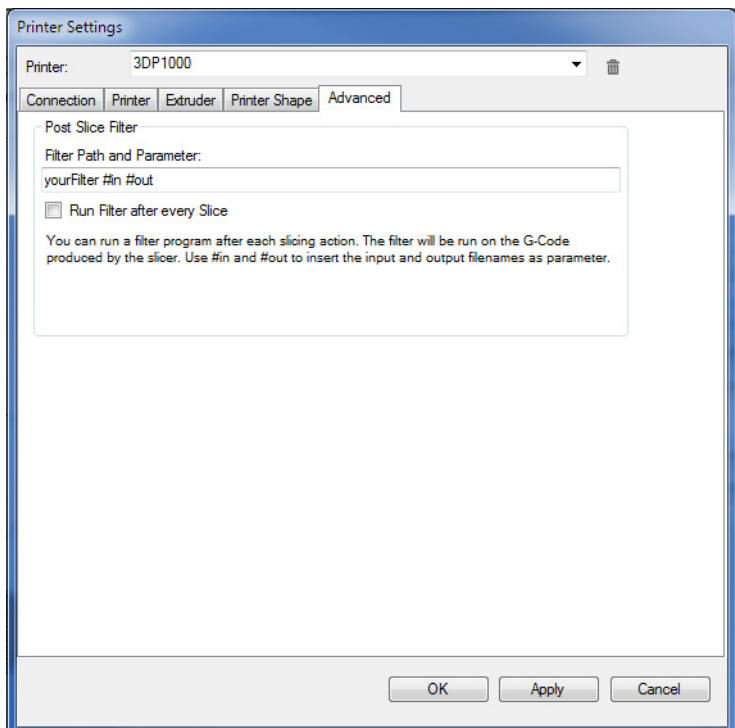 Printer Settings
Printer: 3DP1000
Connection Printer Extruder Printer Shape Advanced
Post Slice Filter
Filter Path and Parameter:
yourFilter #in #out
Run Filter after every Slice
You can run a filter program after each slicing action. The filter will be run on the G-Code
produced by the slicer. Use #in and #out to insert the input and output filenames as parameter.
OK Apply Cancel